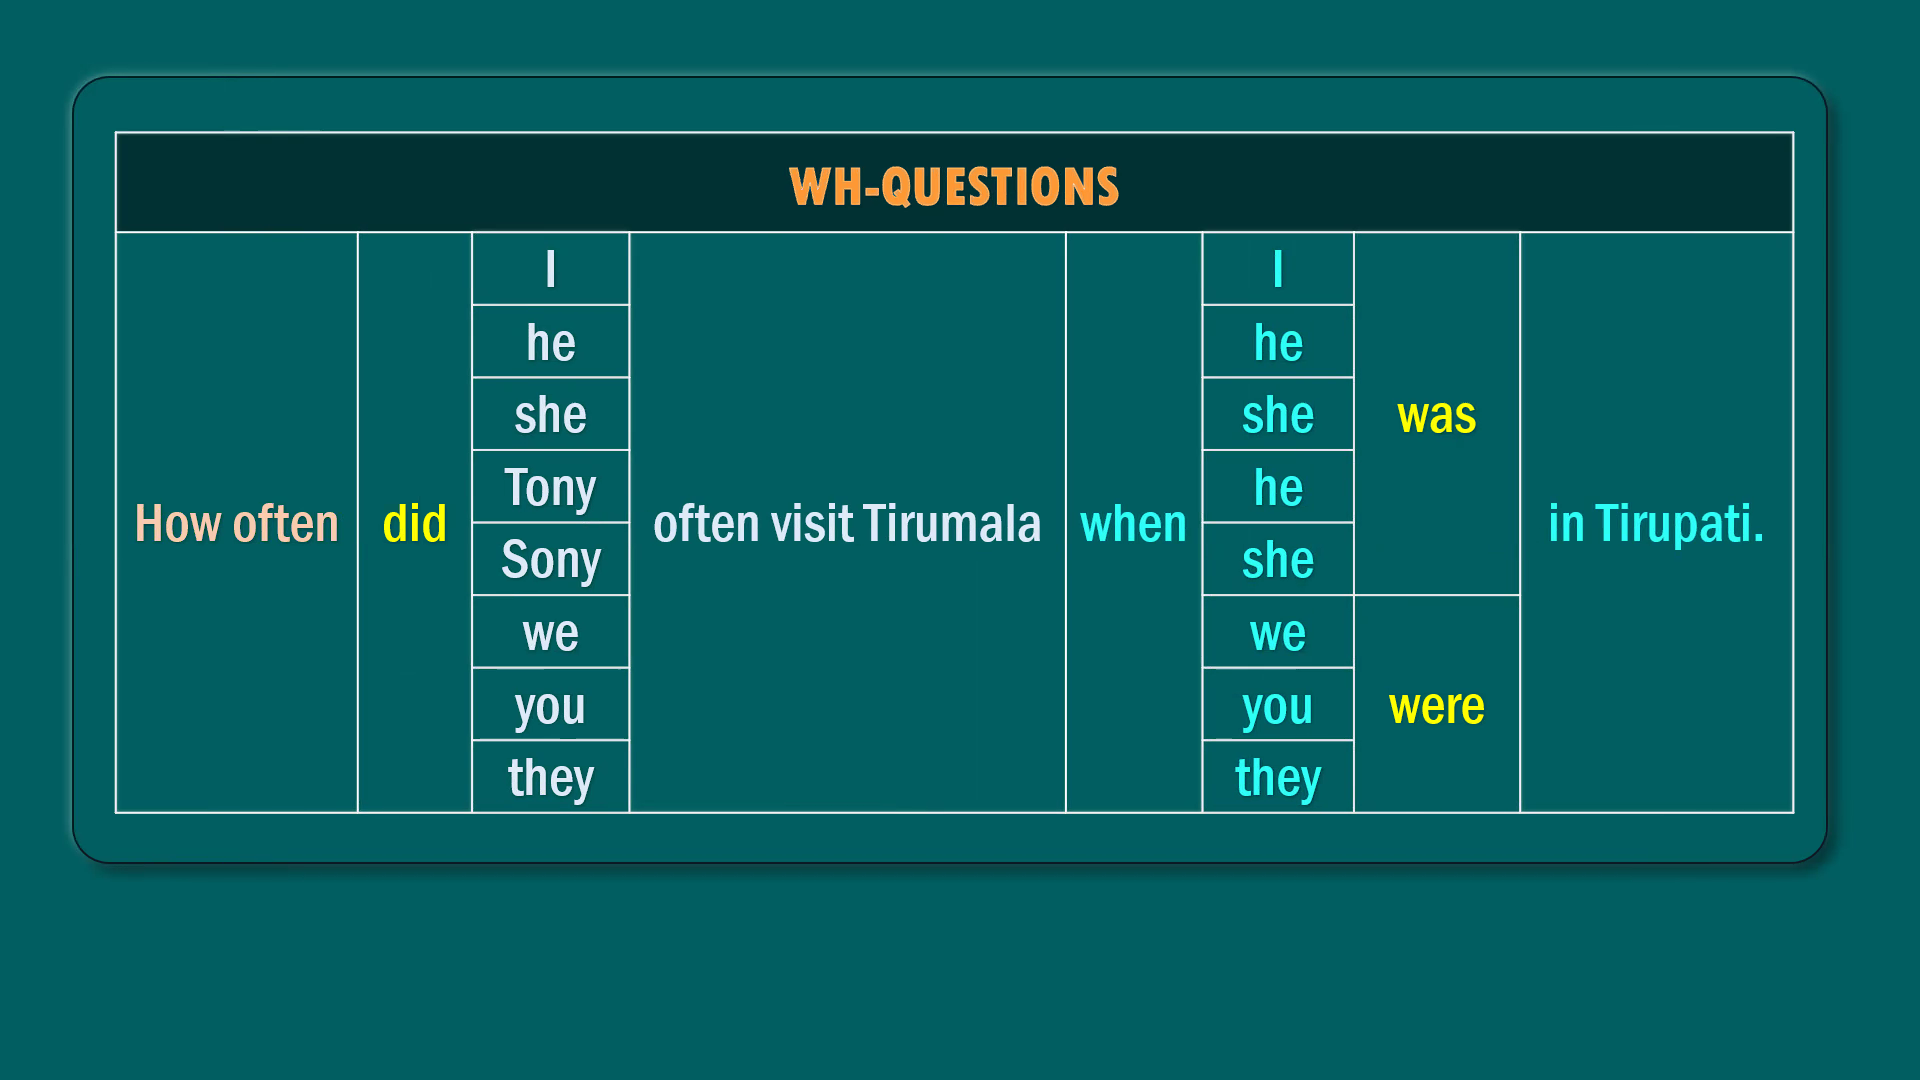 WH-QUESTIONS
How often
did
I
he
she
Tony
Sony
we
you
they
often visit Tirumala
when
I
he
she
he
she
we
you
they
was
were
in Tirupati.